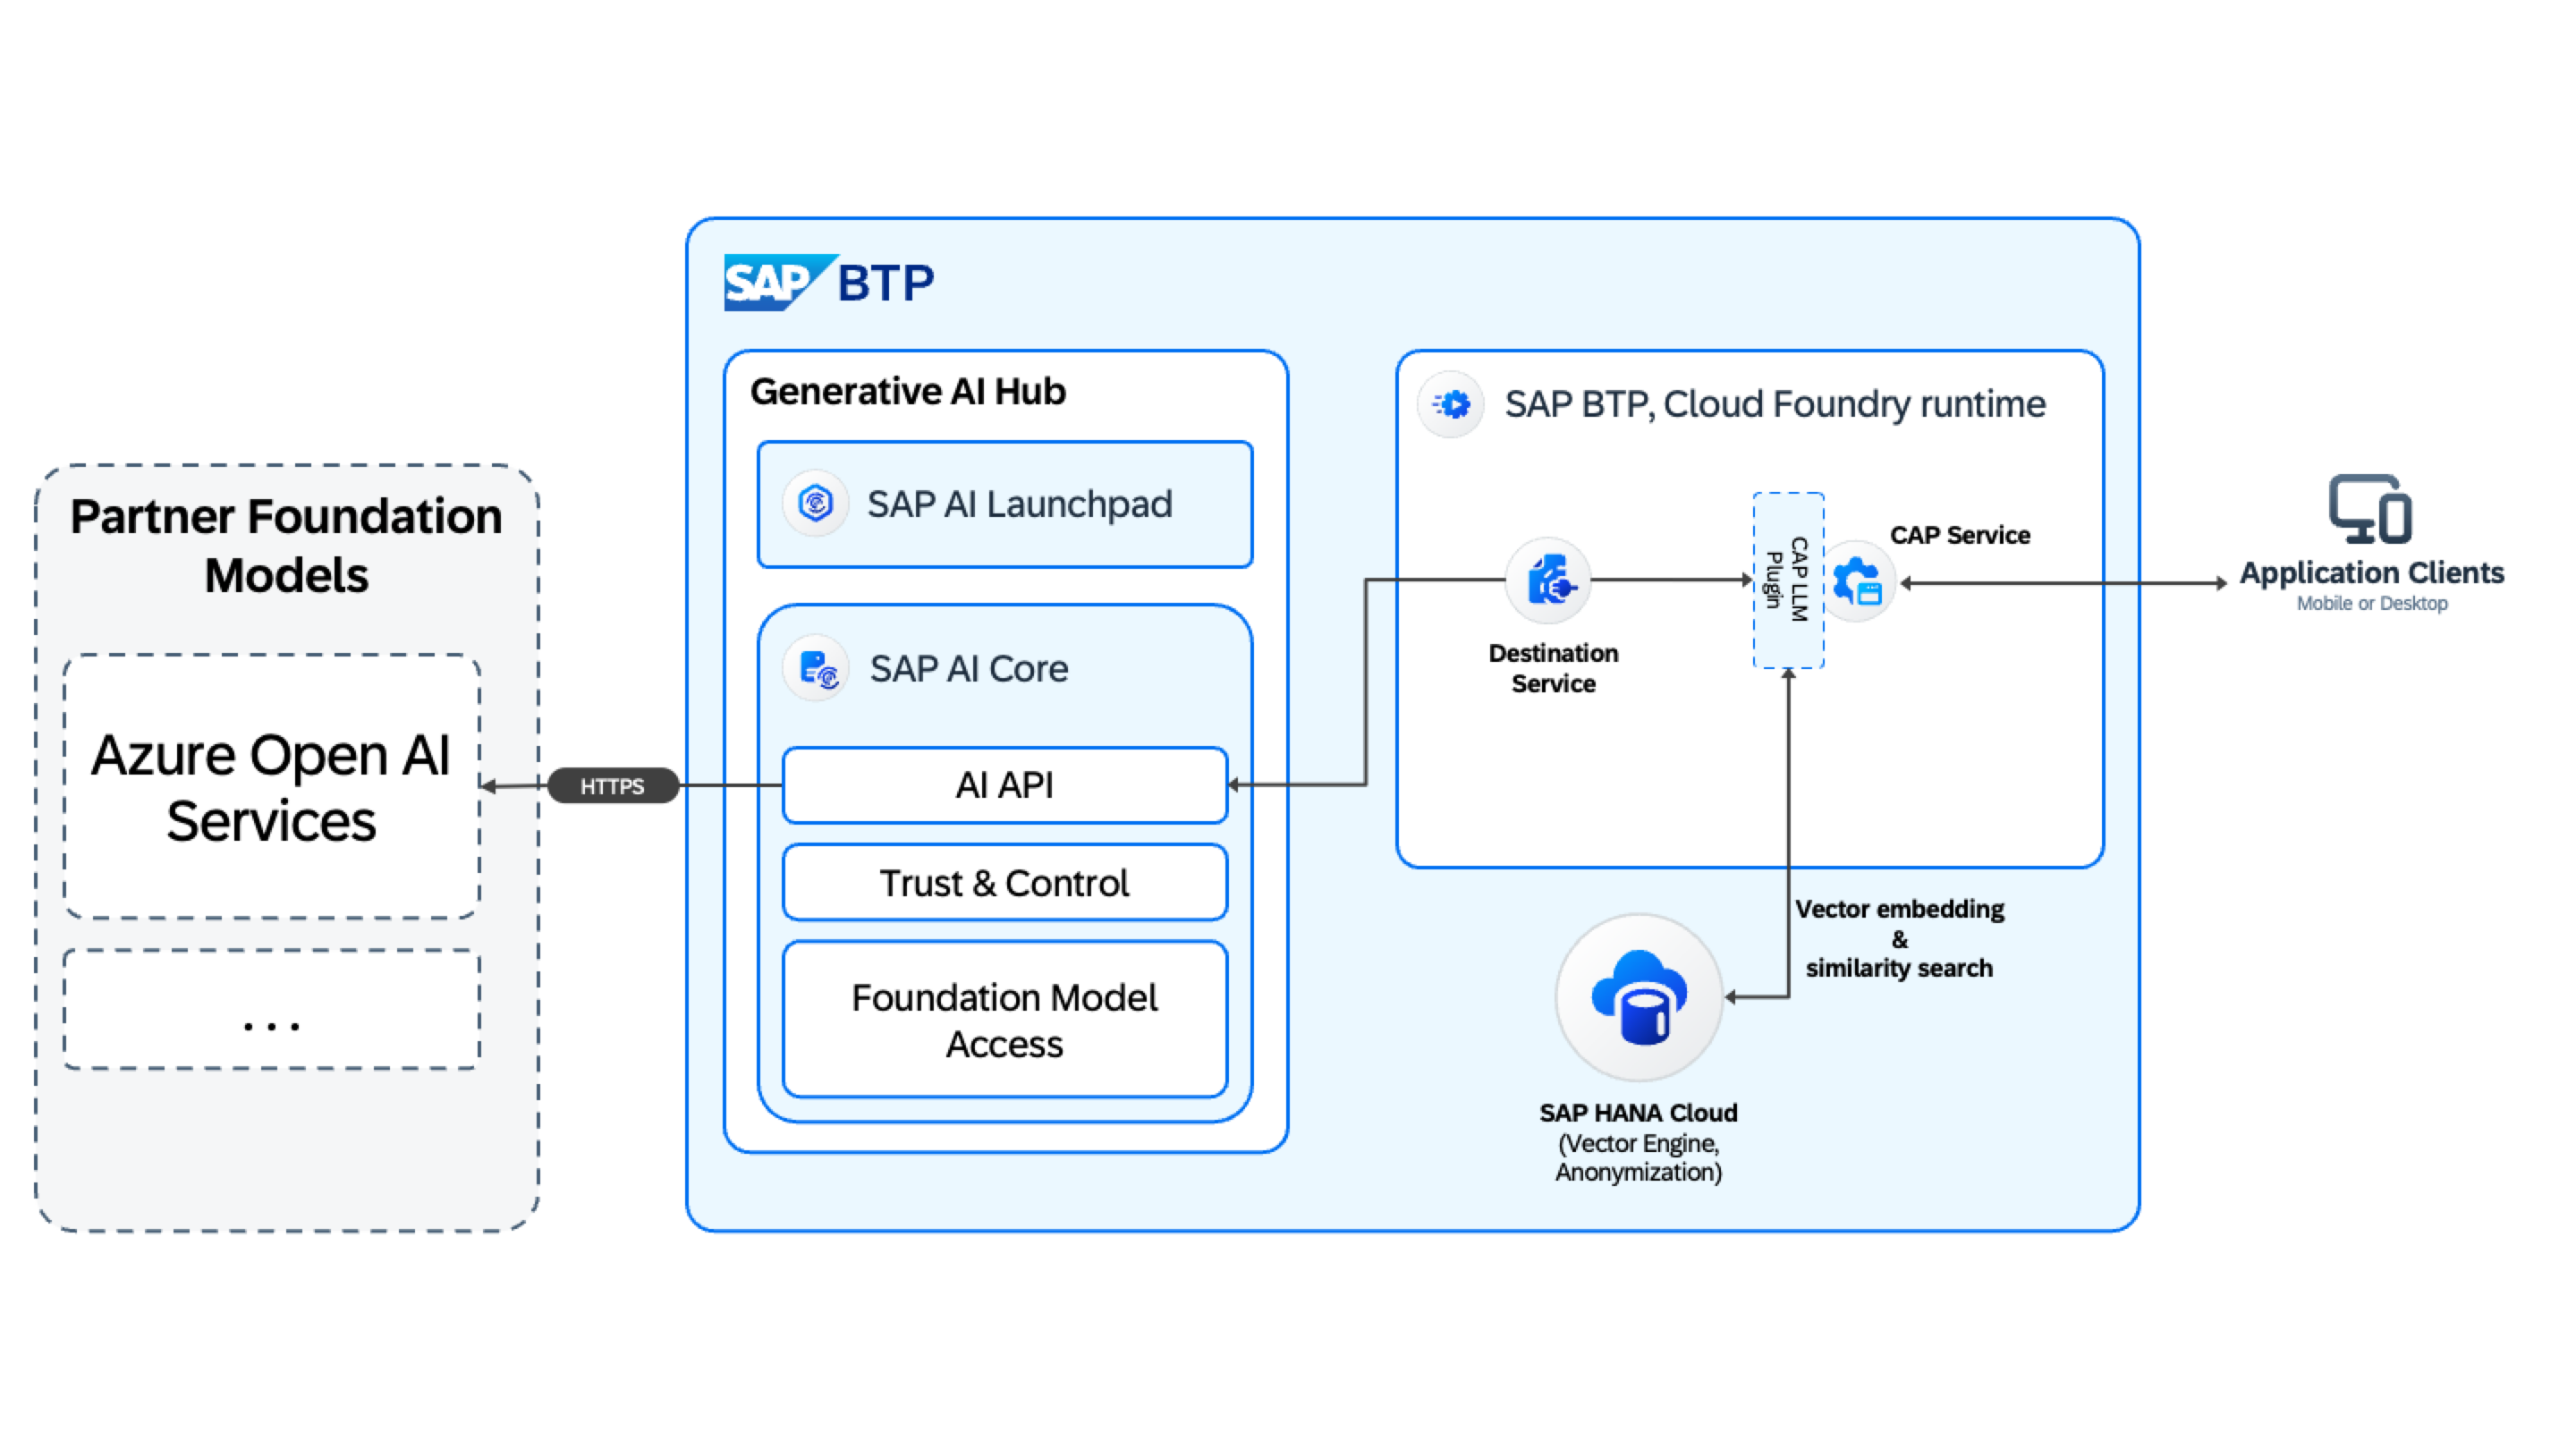 SAP BTP
Generative AI Hub
SAP AI Launchpad
SAP AI Core
AI API
Trust & Control
Foundation Model
Access
Partner Foundation
Models
Azure Open AI
Services
...
HTTPS
SAP BTP, Cloud Foundry runtime
Destination
Service
CAP LLM
Plugin
CAP Service
Vector embedding
&
similarity search
SAP HANA Cloud
(Vector Engine,
Anonymization)
Application Clients
Mobile or Desktop